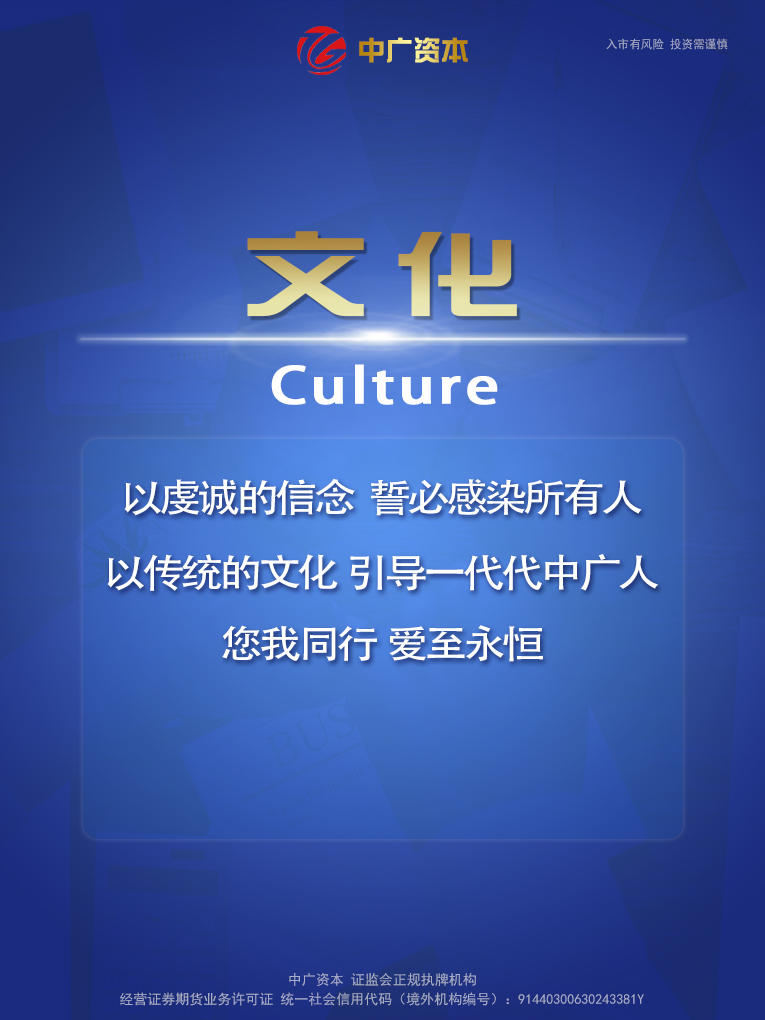 中广资本
入市有风险 投资需谨慎
文化
Culture
以虔诚的信念 誓必感染所有人
以传统的文化 引导一代代中广人
您我同行 爱至永恒
BUS
中广资本 证监会正规执牌机构
经营证券期货业务许可证 统一社会信用代码（境外机构编号）：91440300630243381Y